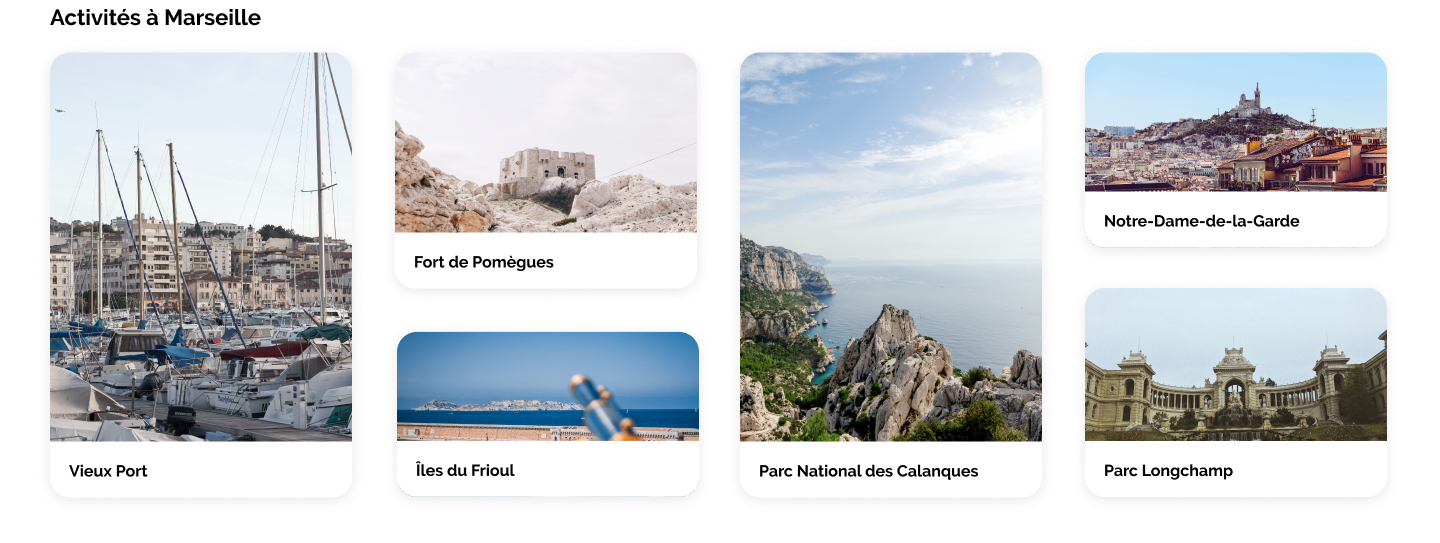 Activités à Marseille
Vieux Port
Fort de Pomègues
Îles du Frioul
Parc National des Calanques
Notre-Dame-de-la-Garde
Parc Longchamp